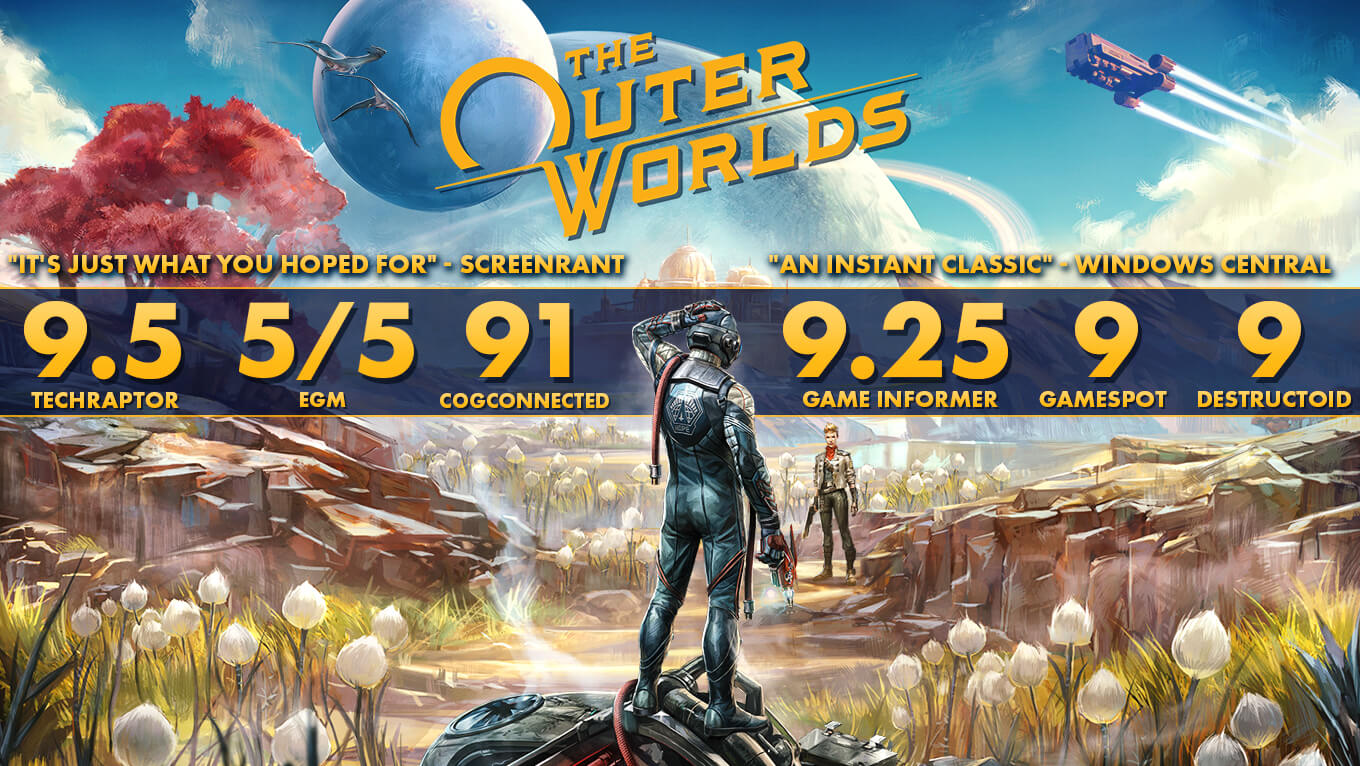 THE
OUTER
WORLDS
"IT'S JUST WHAT YOU HOPED FOR" - SCREENRANT
"AN INSTANT CLASSIC" - WINDOWS CENTRAL
9.5
TECHRAPTOR
5/5
EGM
91
COGCONNECTED
9.25
GAME INFORMER
9
GAMESPOT
9
DESTRUCTOID
HOPE